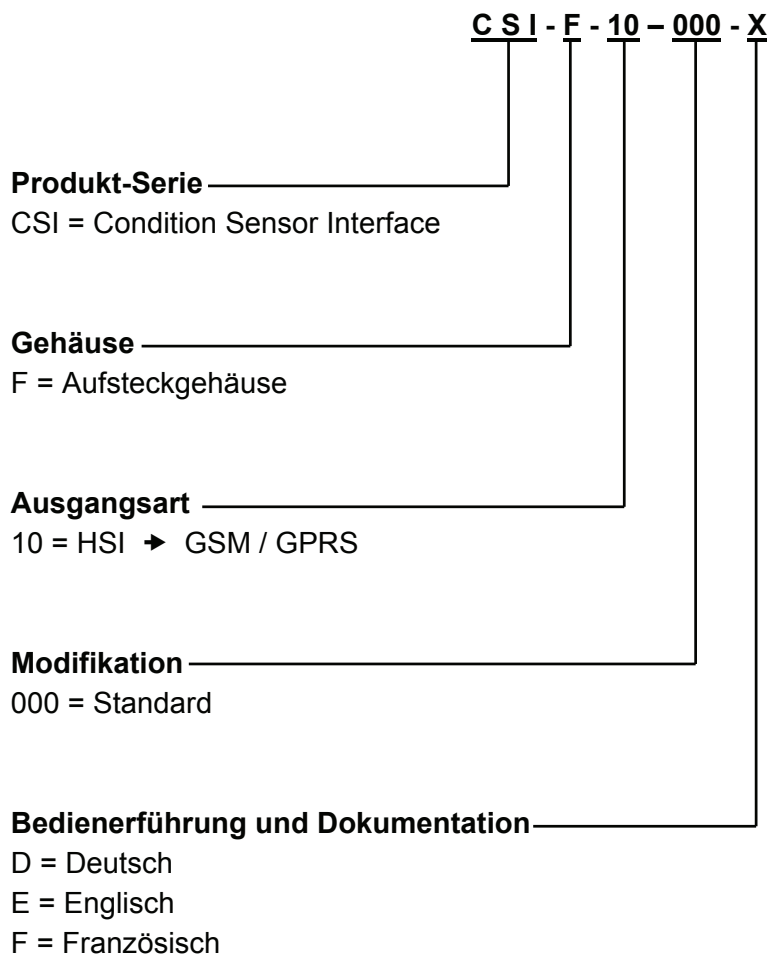 C S I - F - 10 – 000 - X
Produkt-Serie
CSI = Condition Sensor Interface
Gehäuse
F = Aufsteckgehäuse
Ausgangsart
10 = HSI ➜ GSM / GPRS
Modifikation
000 = Standard
Bedienerführung und Dokumentation
D = Deutsch
E = Englisch
F = Französisch